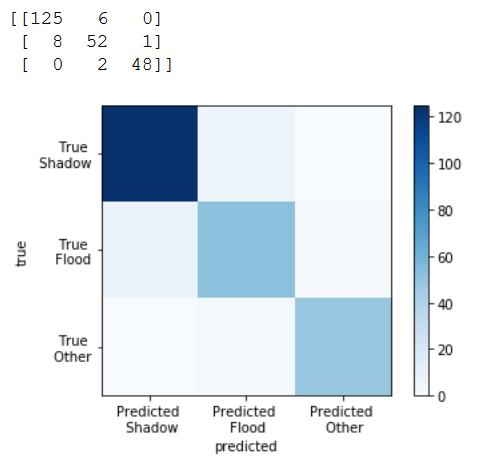 [[125   6   0]
 [  8  52   1]
 [  0   2  48]]
True
Shadow
True
Flood
True
Other
true
Predicted
Shadow
Predicted
Flood
Predicted
Other
predicted
120
100
80
60
40
20
0